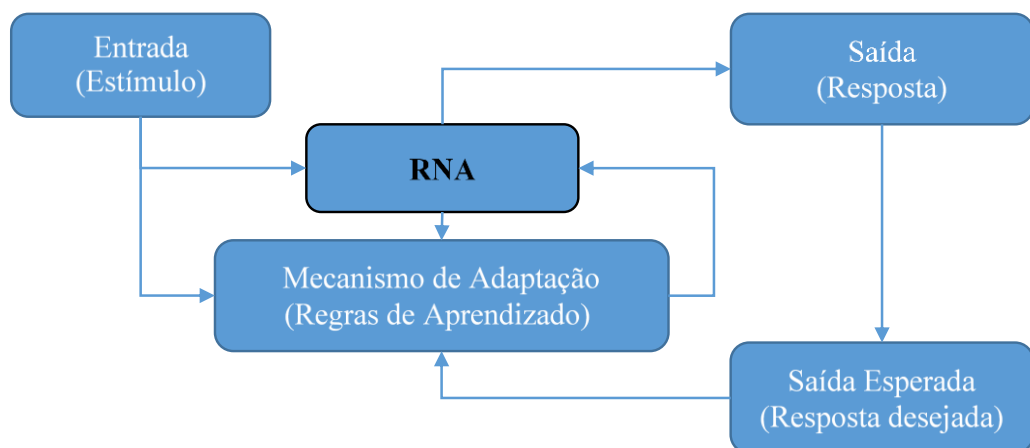 Entrada
(Estímulo)
Saída
(Resposta)
RNA
Mecanismo de Adaptação
(Regras de Aprendizado)
Saída Esperada
(Resposta desejada)